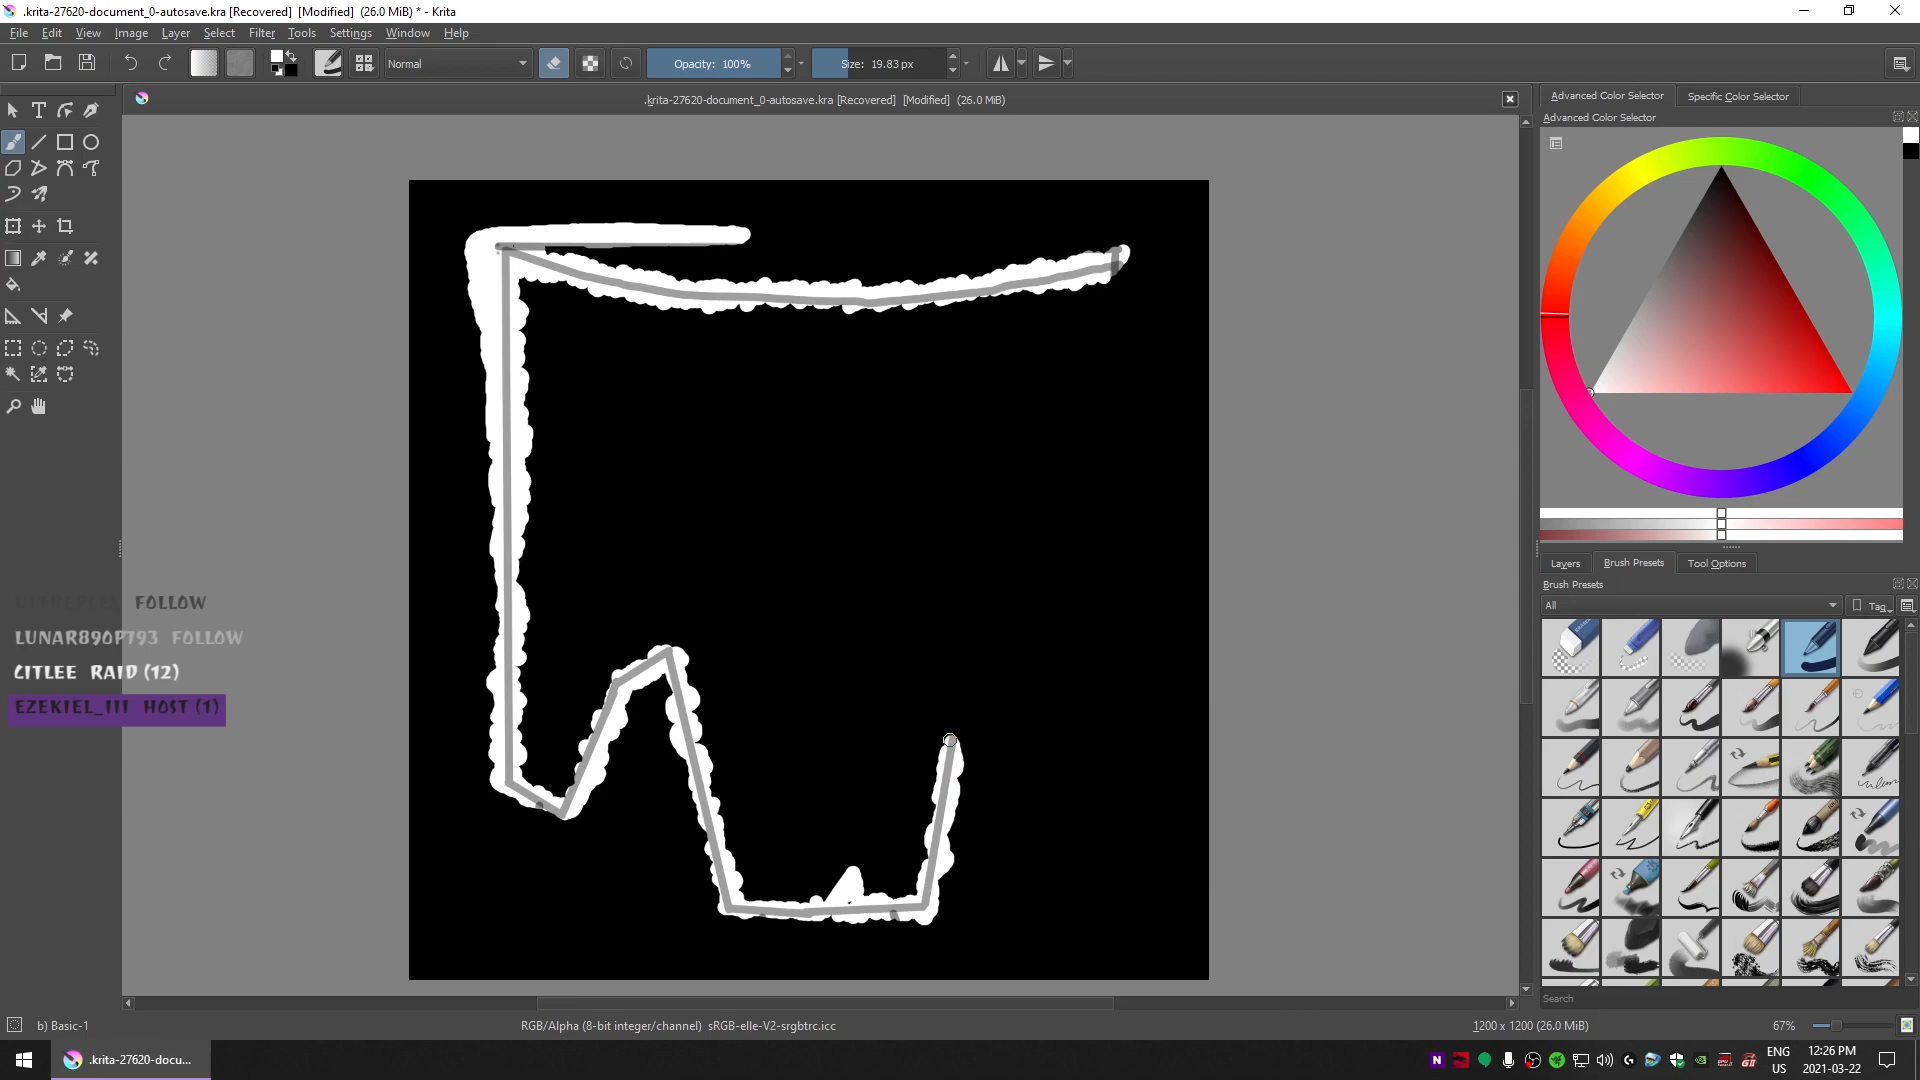 .krita-27620-document_0-autosave.kra [Recovered]  [Modified]  (26.0 MiB) * - Krita
File Edit View Image Layer Select Filter Tools Settings Window Help
Normal Opacity: 100% Size: 19.83 px
.krita-27620-document_0-autosave.kra [Recovered]  [Modified]  (26.0 MiB)
Advanced Color Selector Specific Color Selector
Advanced Color Selector
Layers Brush Presets Tool Options
Brush Presets
All Tag
FOLLOW
LUNAR890P793 FOLLOW
CITLEE RAID (12)
EZEKIEL_III HOST (1)
Search
b) Basic-1 RGB/Alpha (8-bit integer/channel)  sRGB-elle-V2-srgbtrc.icc 1200 x 1200 (26.0 MiB) 67%
.krita-27620-docu...
ENG
US
12:26 PM
2021-03-22